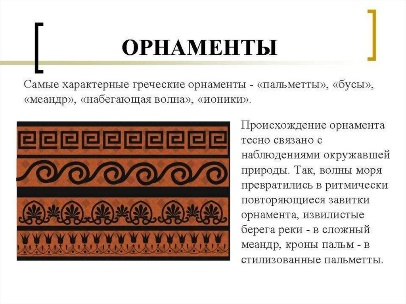 ОРНАМЕНТЫ
Самые характерные греческие орнаменты - «пальметты», «бусы»,
«меандр», «набегающая волна», «ионики».
Происхождение орнамента
тесно связано с
наблюдениями окружавшей
природы. Так, волны моря
превратились в ритмически
повторяющиеся завитки
орнамента, извилистые
берега реки - в сложный
меандр, кроны пальм - в
стилизованные пальметты.